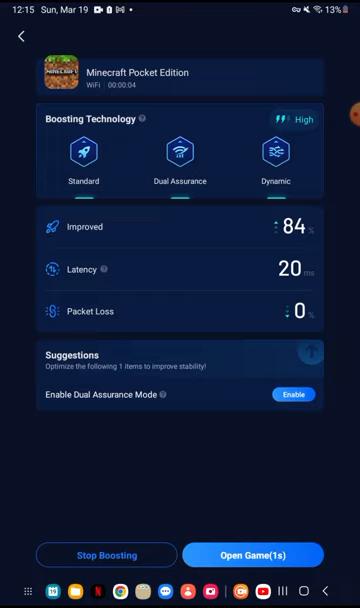 12:15 Sun, Mar 19
13%
MINECRAFT
Minecraft Pocket Edition
WiFi 00:00:04
Boosting Technology
High
Standard
Dual Assurance
Dynamic
Improved
84 %
Latency
20 ms
Packet Loss
0 %
Suggestions
Optimize the following 1 items to improve stability!
Enable Dual Assurance Mode
Enable
Stop Boosting
Open Game(1s)
19